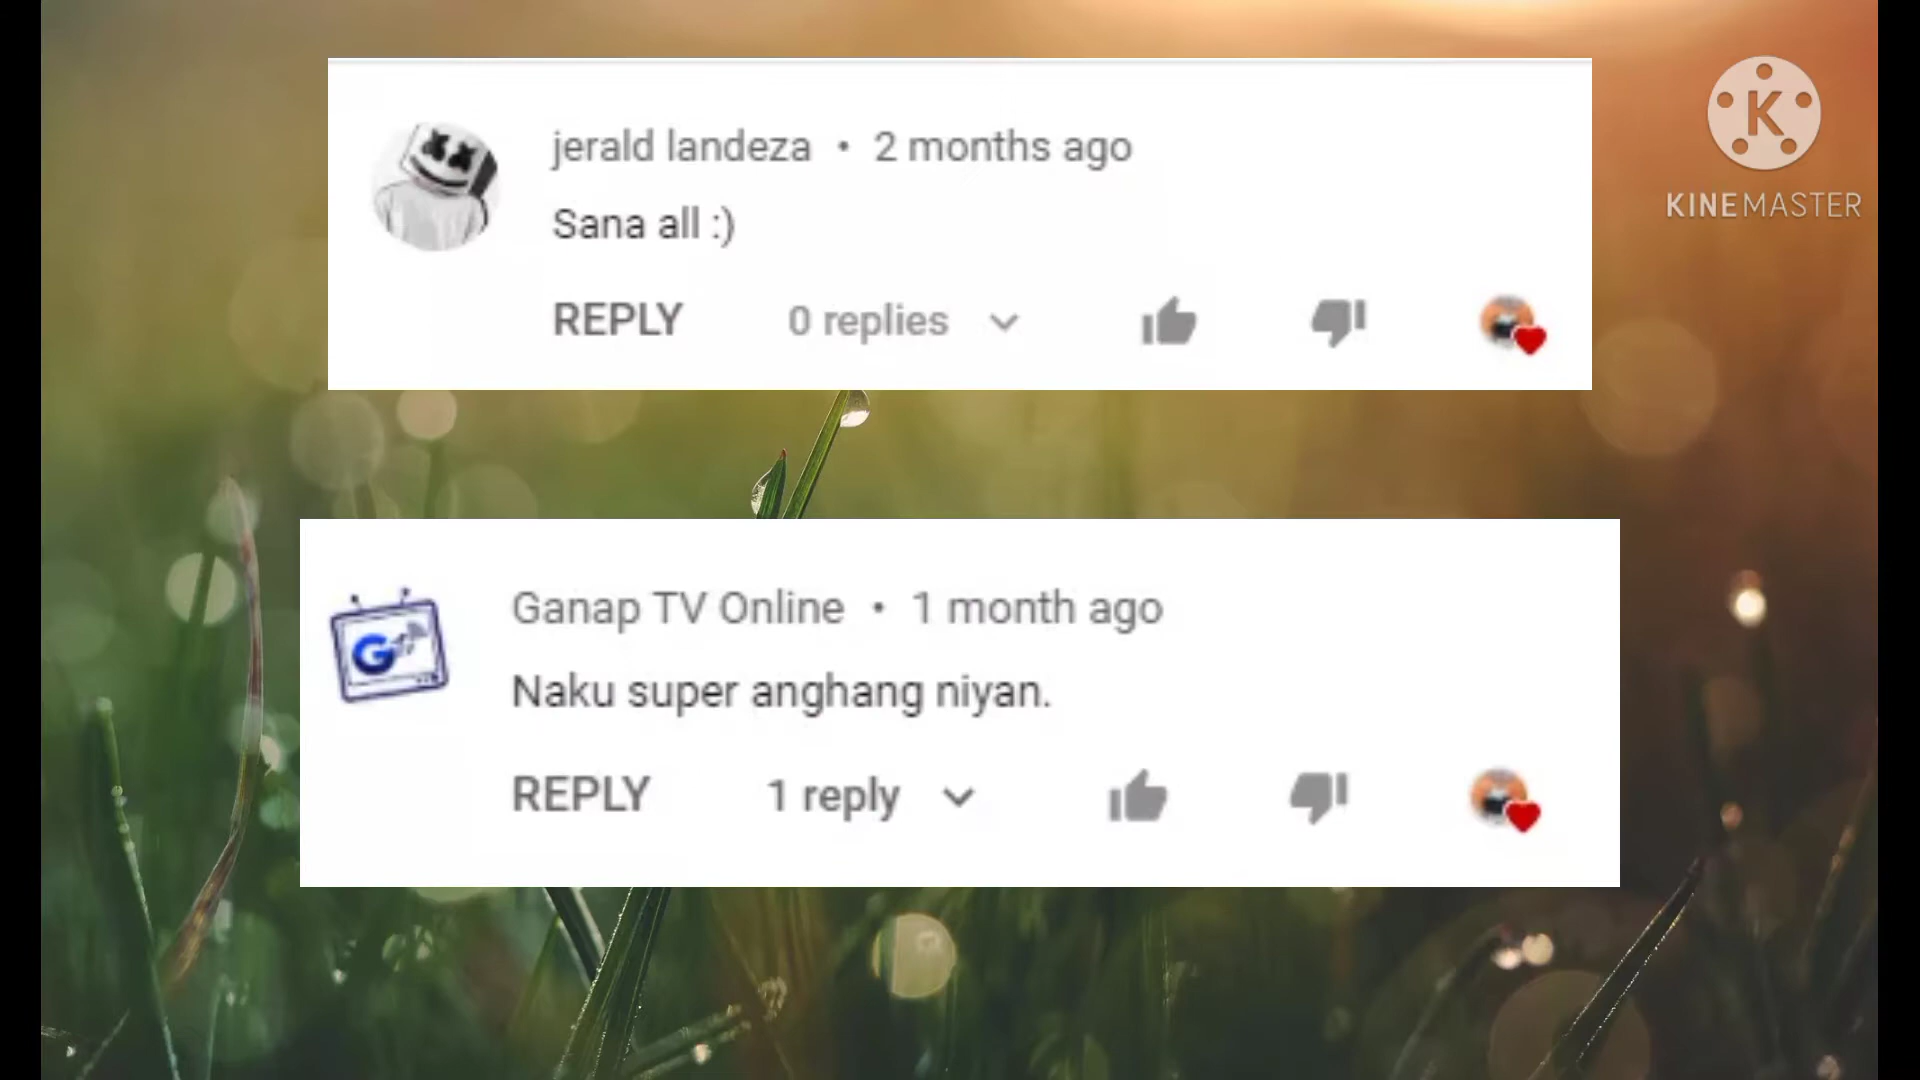 jerald landeza • 2 months ago
Sana all :)
REPLY 0 replies
K
KINEMASTER
G
Ganap TV Online • 1 month ago
Naku super anghang niyan.
REPLY 1 reply